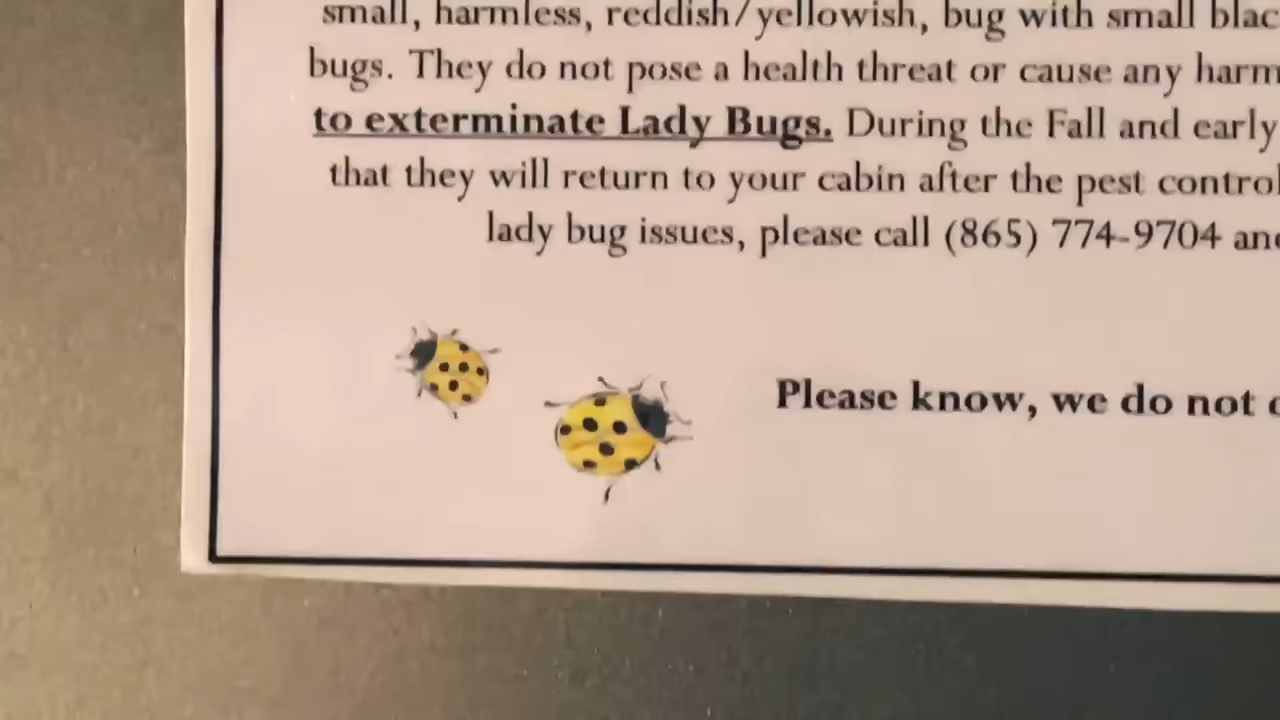 small, harmless, reddish/yellowish, bug with small
bugs. They do not pose a health threat or cause any harm
to exterminate Lady Bugs. During the Fall and early
that they will return to your cabin after the pest control
lady bug issues, please call (865) 774-9704
Please know, we do not